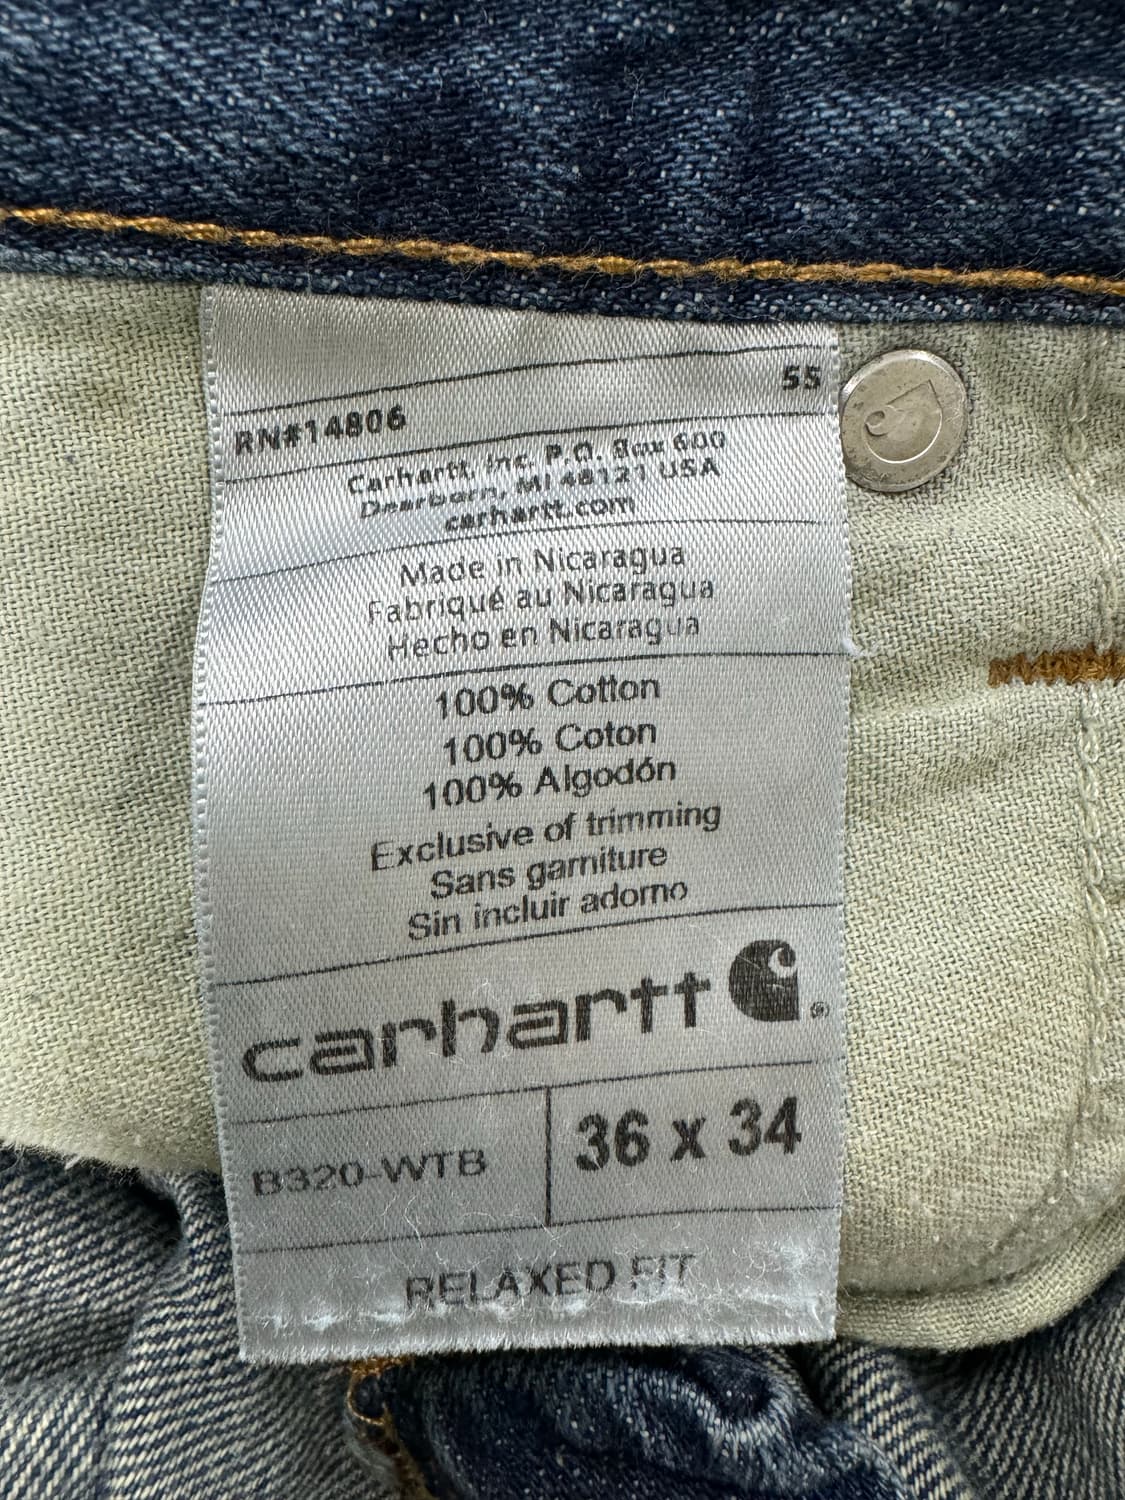 55
RN#14806
Carhartt, Inc. P.O. Box 600
Dearborn, MI 48121 USA
carhartt.com
Made in Nicaragua
Fabriqué au Nicaragua
Hecho en Nicaragua
100% Cotton
100% Coton
100% Algodón
Exclusive of trimming
Sans garniture
Sin incluir adorno
carhartt ®
B320-WTB
36 x 34
RELAXED FIT